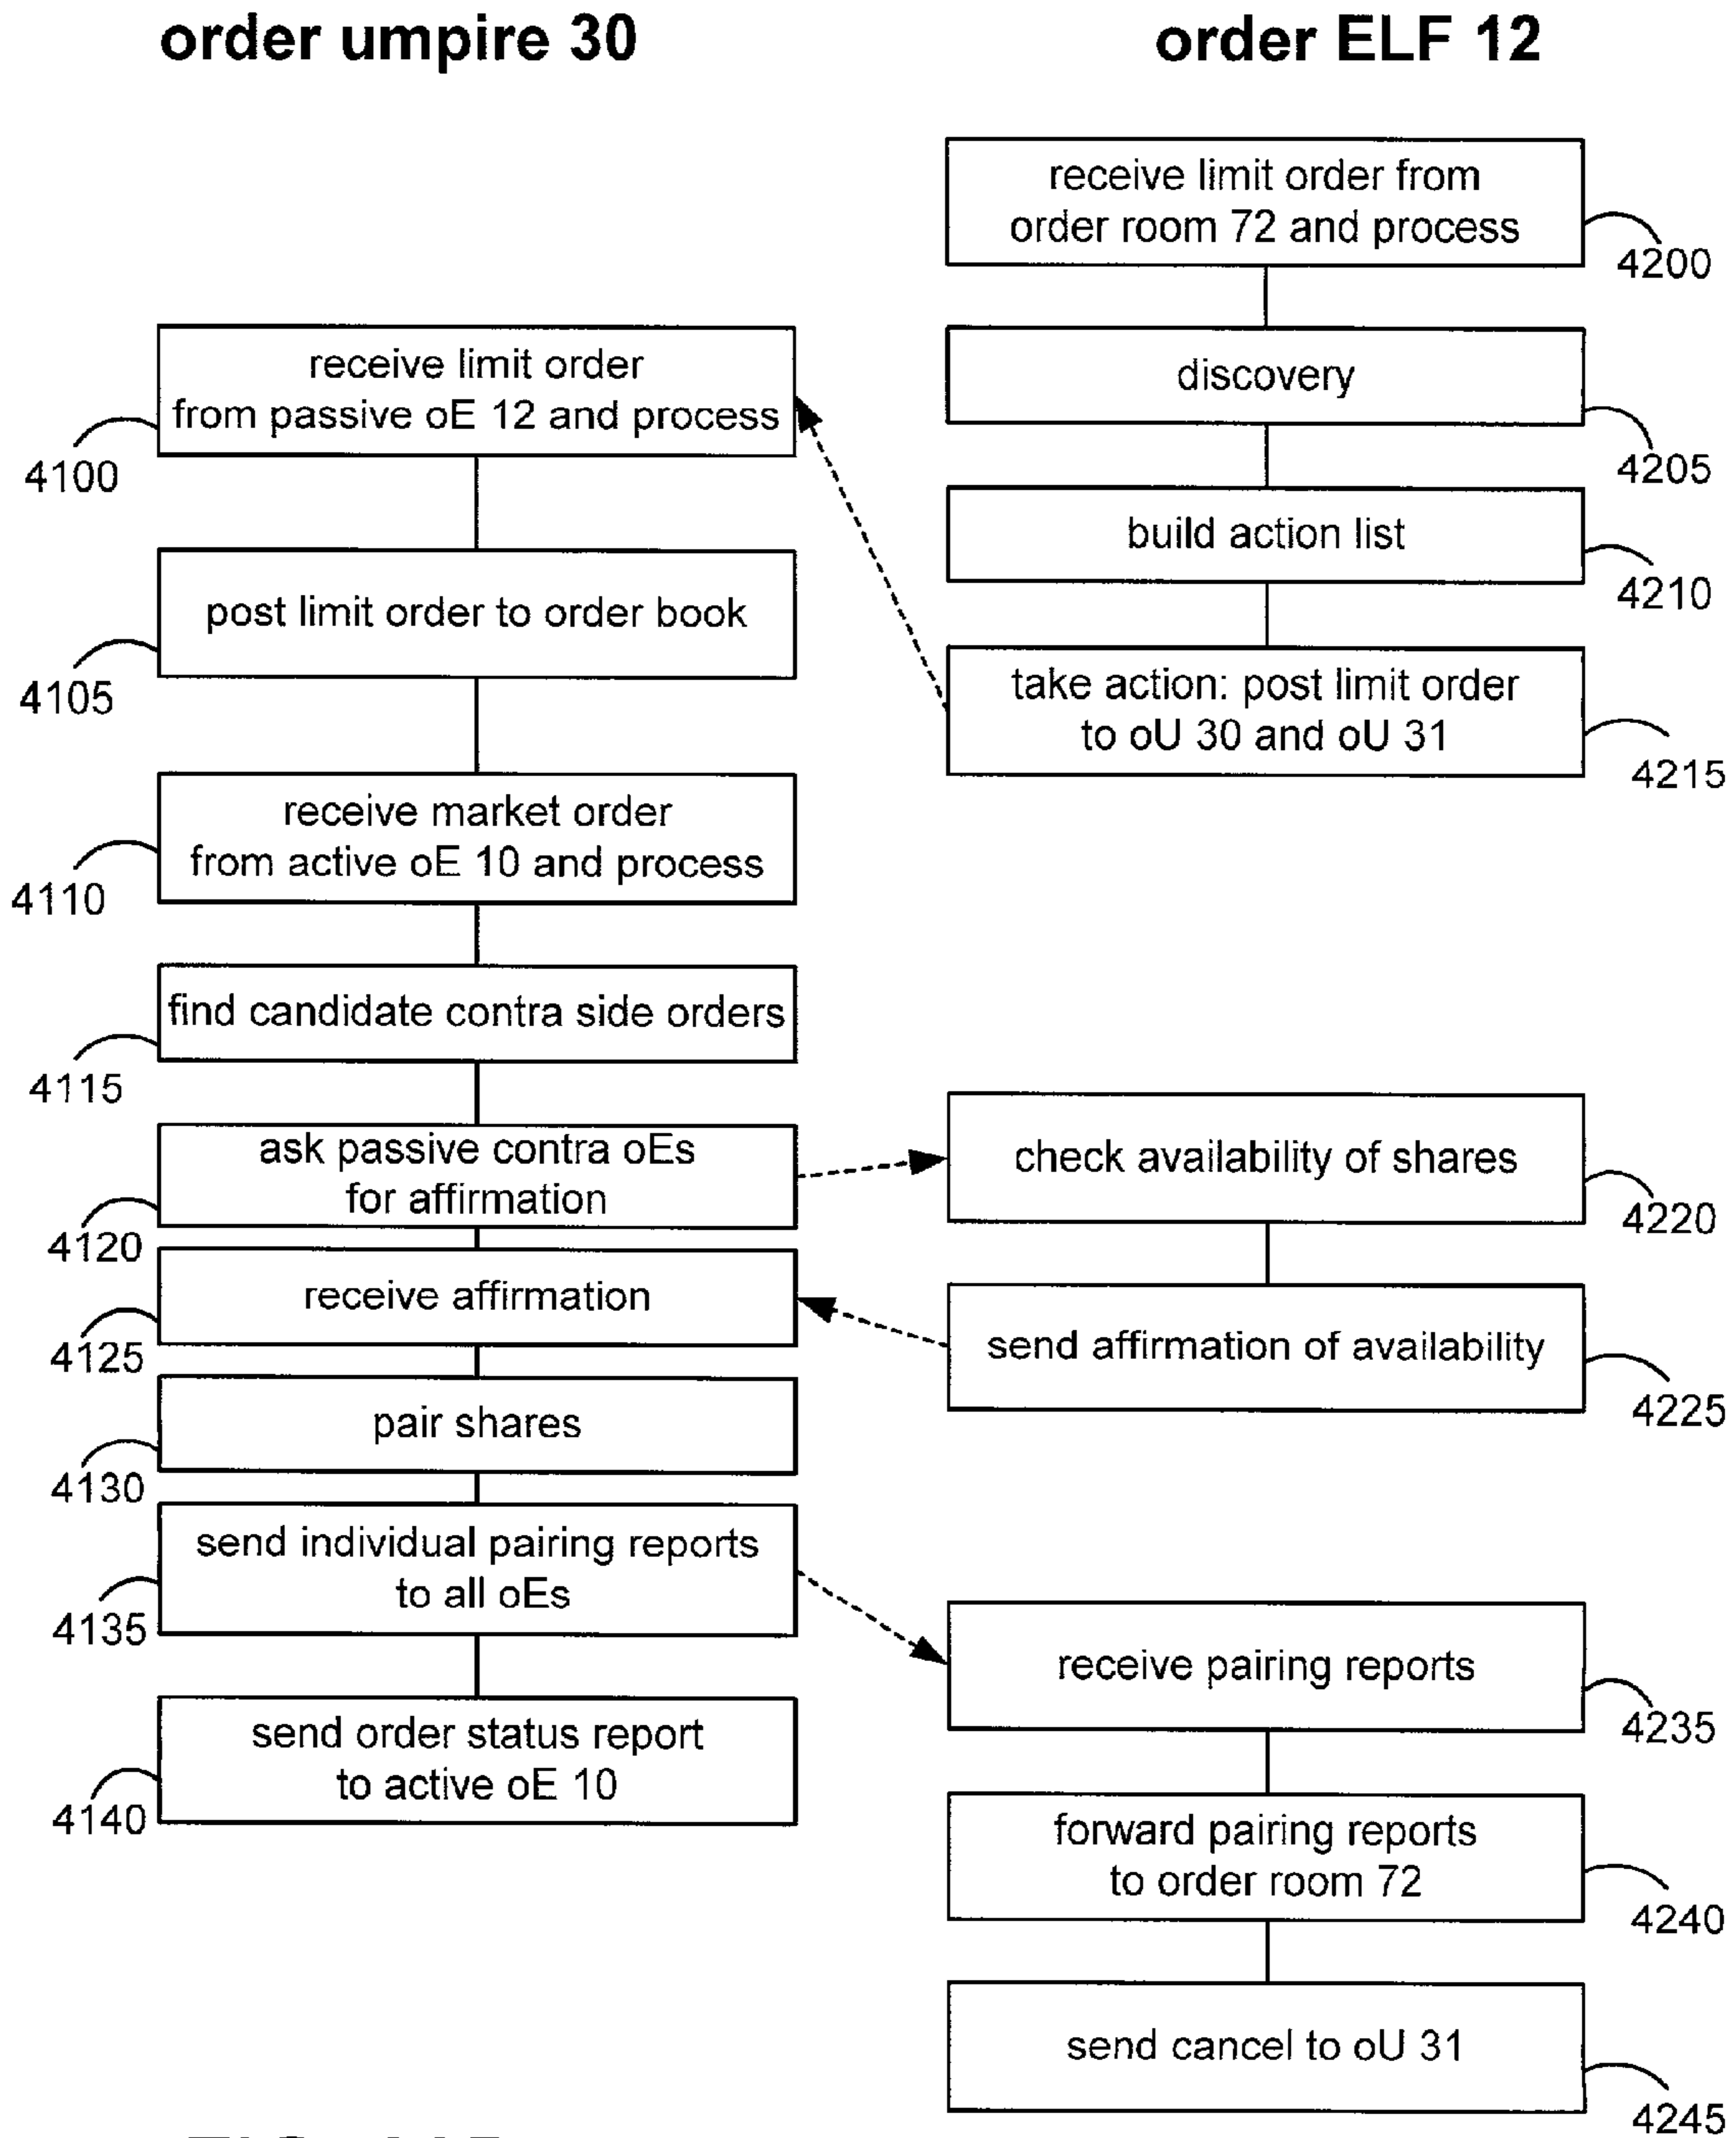 order umpire 30
order ELF 12
receive limit order from
order room 72 and process
4200
discovery
4205
build action list
4210
take action: post limit order
to oU 30 and oU 31
4215
receive limit order
from passive oE 12 and process
4100
post limit order to order book
4105
receive market order
from active oE 10 and process
4110
find candidate contra side orders
4115
ask passive contra oEs
for affirmation
4120
check availability of shares
4220
receive affirmation
4125
send affirmation of availability
4225
pair shares
4130
send individual pairing reports
to all oEs
4135
receive pairing reports
4235
send order status report
to active oE 10
4140
forward pairing reports
to order room 72
4240
send cancel to oU 31
4245